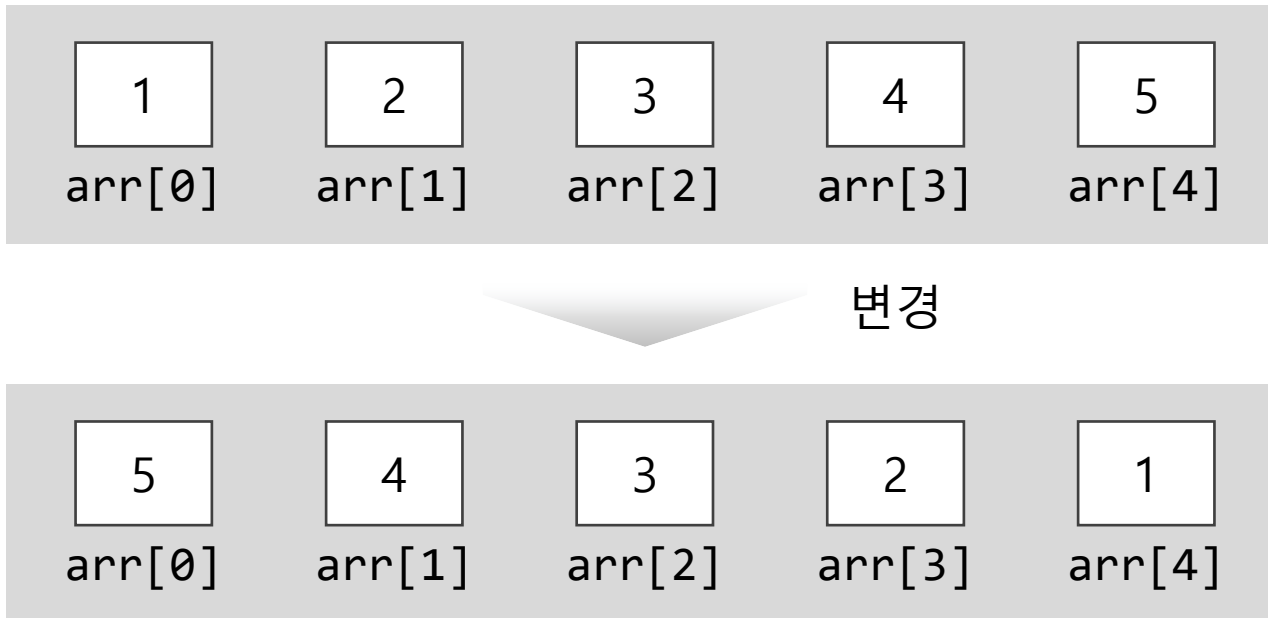 1 2 3 4 5
arr[0] arr[1] arr[2] arr[3] arr[4]
변경
5 4 3 2 1
arr[0] arr[1] arr[2] arr[3] arr[4]